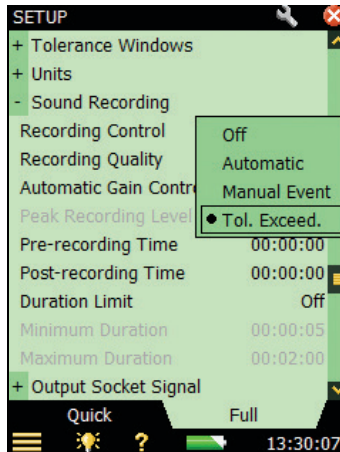 SETUP
+ Tolerance Windows
+ Units
- Sound Recording
Recording Control
Off
Recording Quality
Automatic
Automatic Gain Contr
Manual Event
Peak Recording Level
Tol. Exceed.
Pre-recording Time 00:00:00
Post-recording Time 00:00:00
Duration Limit Off
Minimum Duration 00:00:05
Maximum Duration 00:02:00
+ Output Socket Signal
Quick Full
? 13:30:07